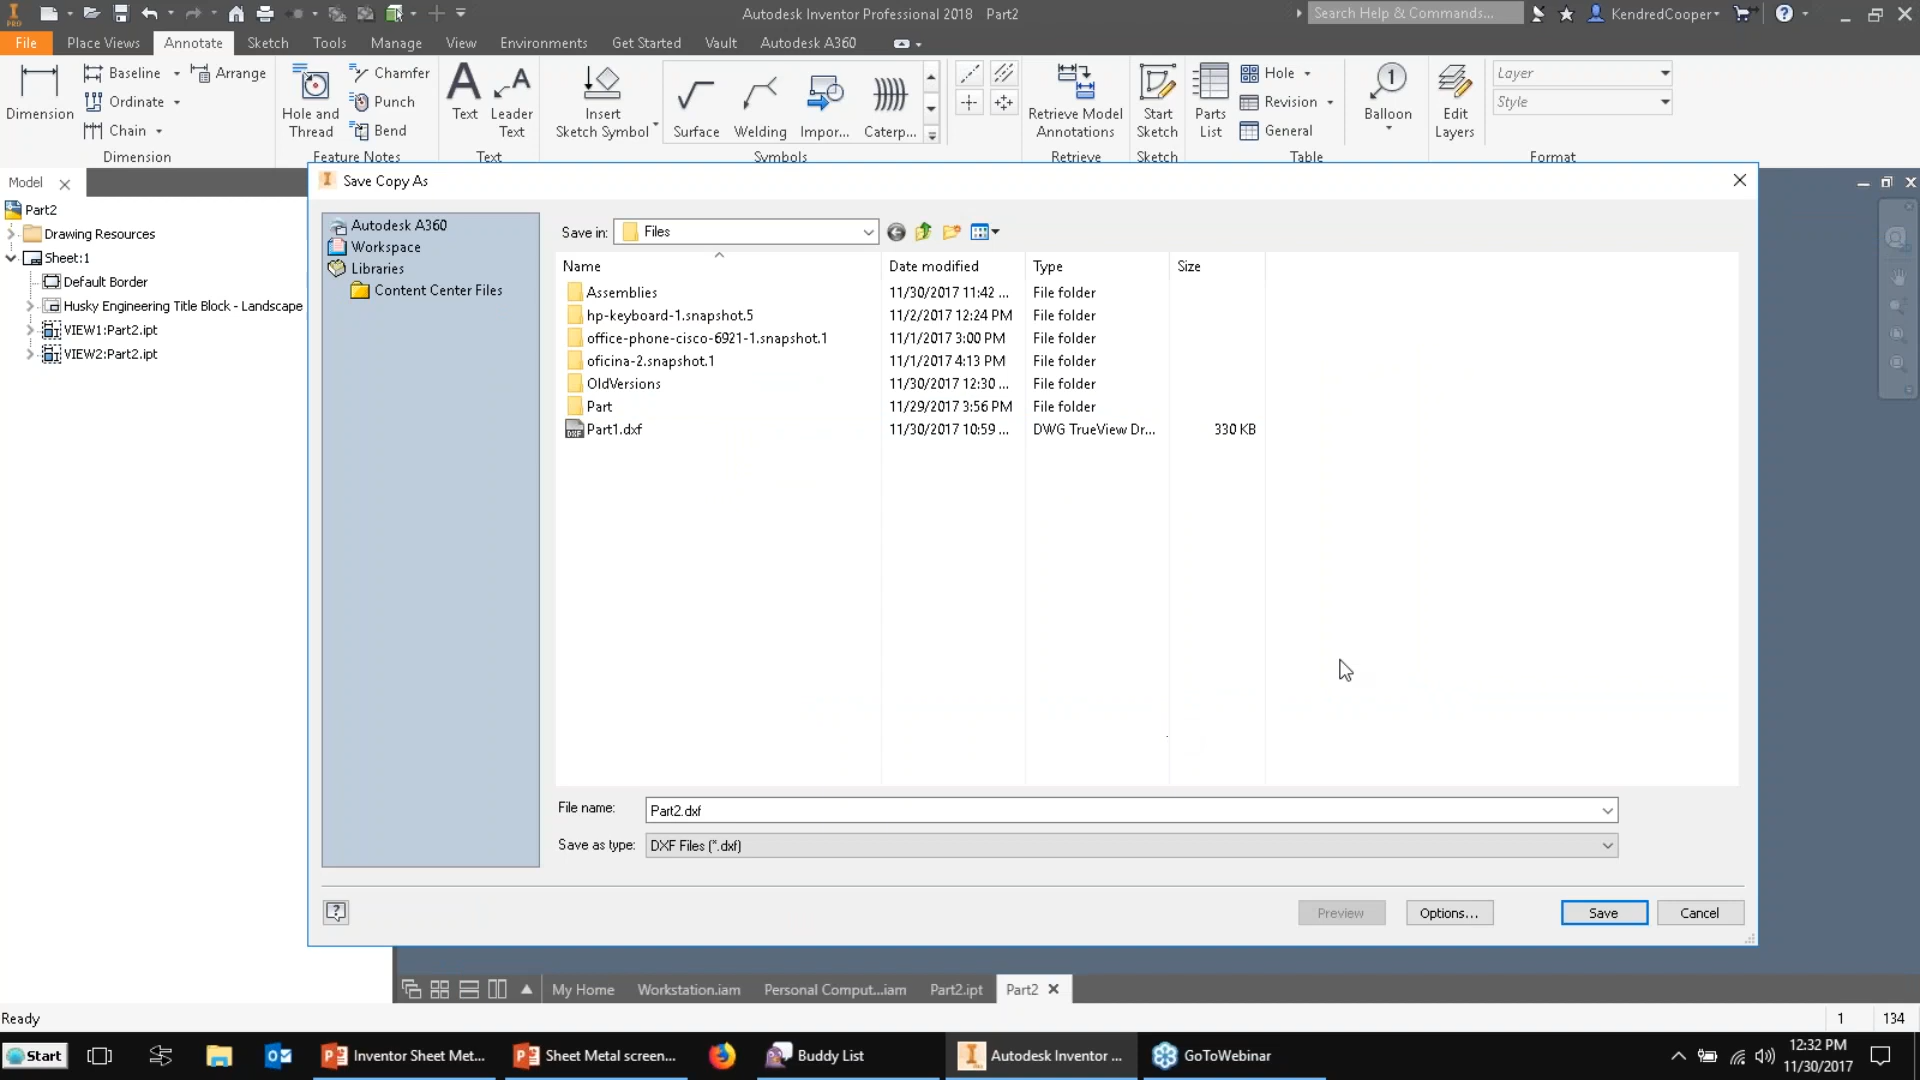 Autodesk Inventor Professional 2018 Part2
Search Help & Commands...
KendredCooper
File Place Views Annotate Sketch Tools Manage View Environments Get Started Vault Autodesk A360
Dimension
Baseline
Arrange
Ordinate
Chain
Dimension
Hole and Thread
Chamfer
Punch
Bend
Feature Notes
Text
Leader Text
Text
Insert Sketch Symbol
Surface
Welding
Impor...
Caterp...
Symbols
Retrieve Model Annotations
Retrieve
Start Sketch
Sketch
Parts List
Hole
Revision
General
Table
Balloon
Edit Layers
Layer
Style
Format
Model
Part2
Drawing Resources
Sheet:1
Default Border
Husky Engineering Title Block - Landscape
VIEW1:Part2.ipt
VIEW2:Part2.ipt
Save Copy As
Autodesk A360
Workspace
Libraries
Content Center Files
Save in: Files
Name Date modified Type Size
Assemblies 11/30/2017 11:42 ... File folder
hp-keyboard-1.snapshot.5 11/2/2017 12:24 PM File folder
office-phone-cisco-6921-1.snapshot.1 11/1/2017 3:00 PM File folder
oficina-2.snapshot.1 11/1/2017 4:13 PM File folder
OldVersions 11/30/2017 12:30 ... File folder
Part 11/29/2017 3:56 PM File folder
Part1.dxf 11/30/2017 10:59 ... DWG TrueView Dr... 330 KB
File name: Part2.dxf
Save as type: DXF Files (*.dxf)
Preview Options... Save Cancel
My Home Workstation.iam Personal Comput...iam Part2.ipt Part2
Ready 1 134
Start
Inventor Sheet Met...
Sheet Metal screen...
Buddy List
Autodesk Inventor ...
GoToWebinar
12:32 PM
11/30/2017